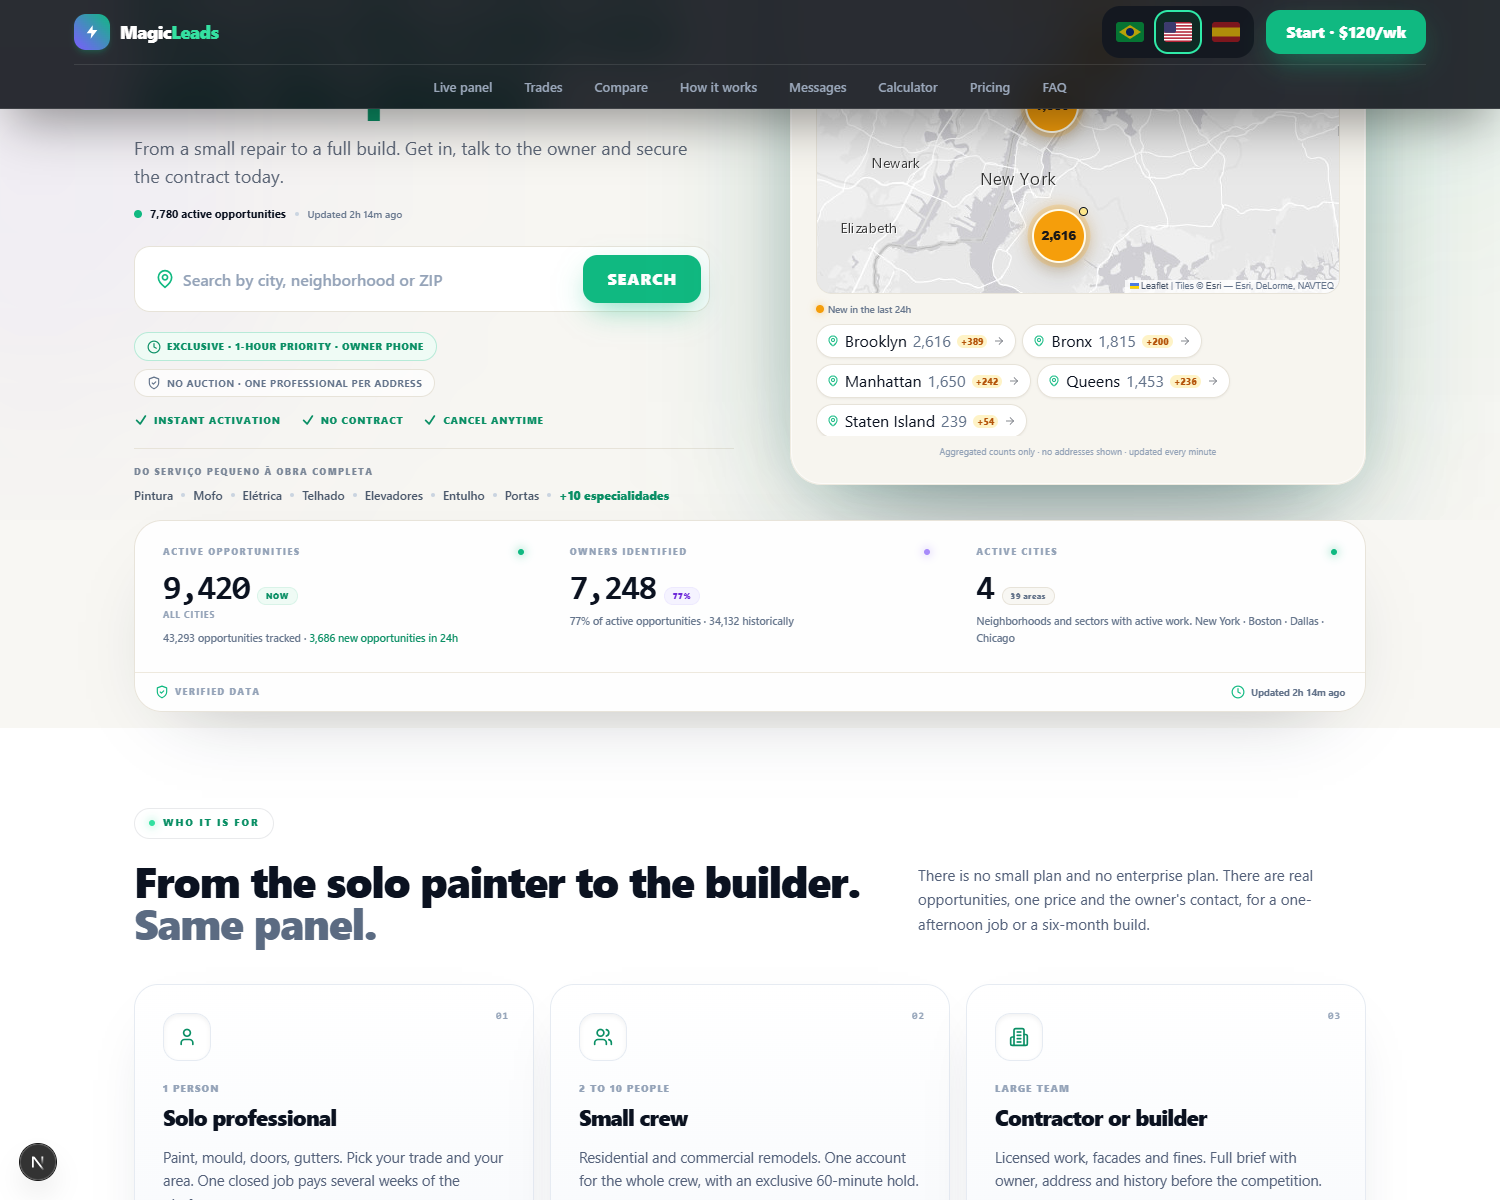 MagicLeads
Start · $120/wk
Live panel
Trades
Compare
How it works
Messages
Calculator
Pricing
FAQ
From a small repair to a full build. Get in, talk to the owner and secure
the contract today.
7,780 active opportunities • Updated 2h 14m ago
Search by city, neighborhood or ZIP
SEARCH
EXCLUSIVE · 1-HOUR PRIORITY · OWNER PHONE
NO AUCTION · ONE PROFESSIONAL PER ADDRESS
INSTANT ACTIVATION
NO CONTRACT
CANCEL ANYTIME
DO SERVIÇO PEQUENO À OBRA COMPLETA
Pintura • Mofo • Elétrica • Telhado • Elevadores • Entulho • Portas • +10 especialidades
Newark
New York
Elizabeth
2,616
Leaflet | Tiles © Esri — Esri, DeLorme, NAVTEQ
New in the last 24h
Brooklyn 2,616 +389 →
Bronx 1,815 +200 →
Manhattan 1,650 +242 →
Queens 1,453 +236 →
Staten Island 239 +54 →
Aggregated counts only · no addresses shown · updated every minute
ACTIVE OPPORTUNITIES
9,420 NOW
ALL CITIES
43,293 opportunities tracked · 3,686 new opportunities in 24h
OWNERS IDENTIFIED
7,248 77%
77% of active opportunities · 34,132 historically
ACTIVE CITIES
4 39 areas
Neighborhoods and sectors with active work. New York · Boston · Dallas ·
Chicago
VERIFIED DATA
Updated 2h 14m ago
WHO IT IS FOR
From the solo painter to the builder.
Same panel.
There is no small plan and no enterprise plan. There are real
opportunities, one price and the owner's contact, for a one-
afternoon job or a six-month build.
01
1 PERSON
Solo professional
Paint, mould, doors, gutters. Pick your trade and your
area. One closed job pays several weeks of the
02
2 TO 10 PEOPLE
Small crew
Residential and commercial remodels. One account
for the whole crew, with an exclusive 60-minute hold.
03
LARGE TEAM
Contractor or builder
Licensed work, facades and fines. Full brief with
owner, address and history before the competition.
N